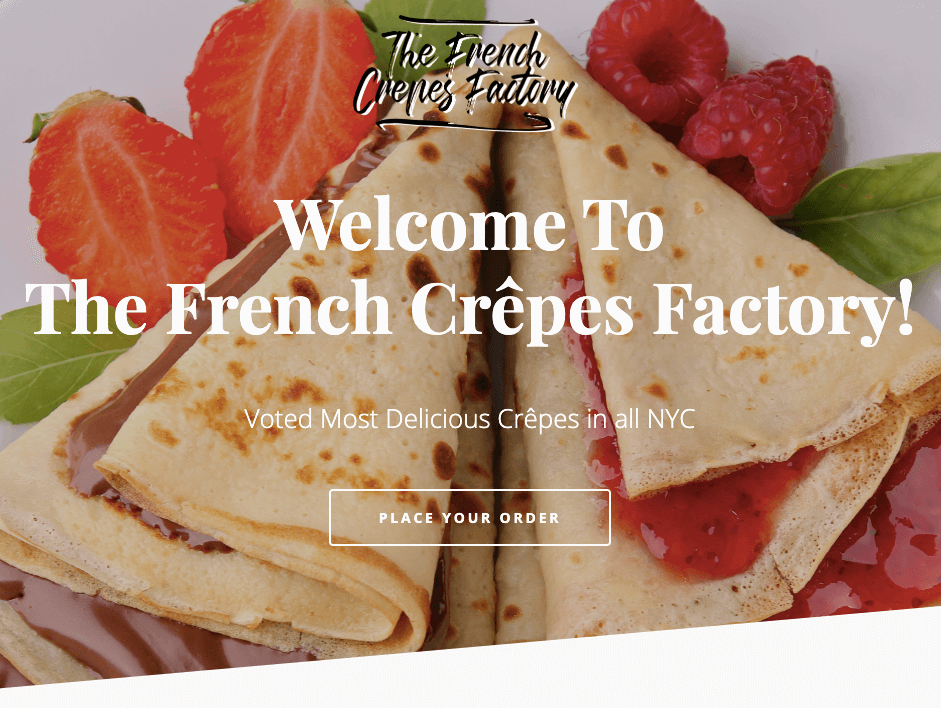 The French
Crepes Factory
Welcome To
The French Crêpes Factory!
Voted Most Delicious Crêpes in all NYC
PLACE YOUR ORDER